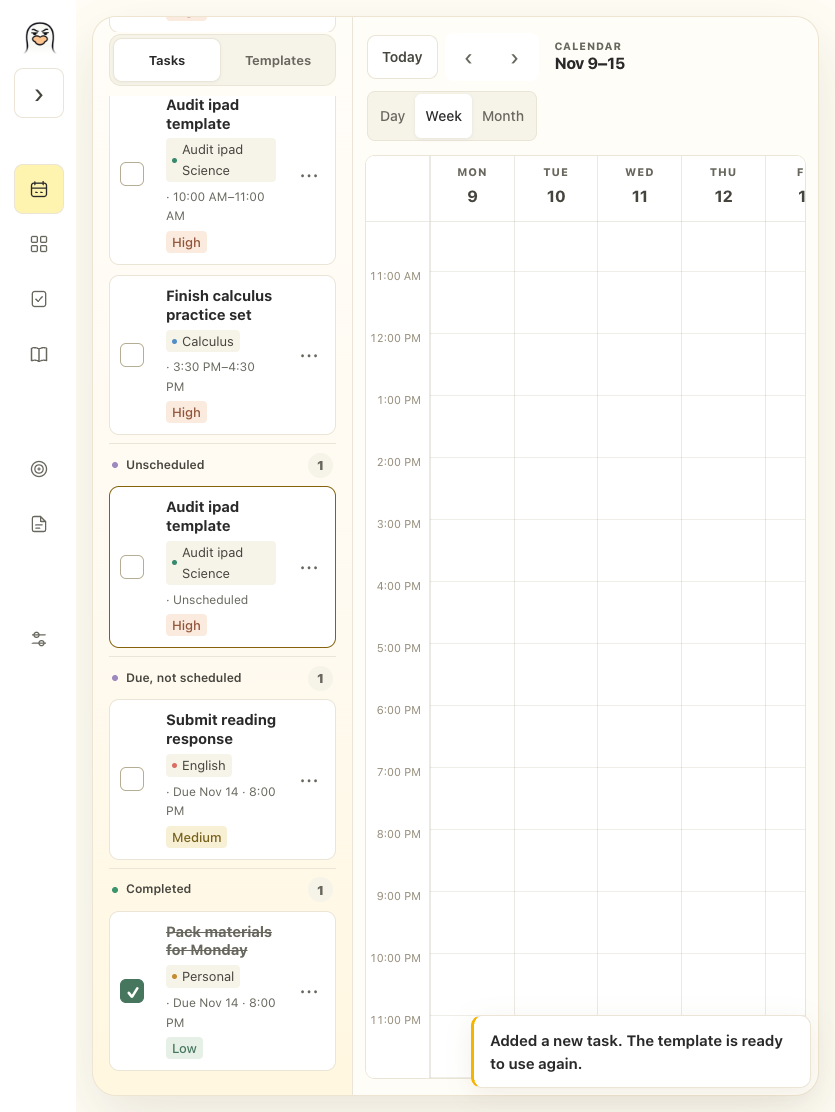 Tasks
Templates
Audit ipad
template
Audit ipad
Science
· 10:00 AM–11:00
AM
High
Finish calculus
practice set
Calculus
· 3:30 PM–4:30
PM
High
Unscheduled
1
Audit ipad
template
Audit ipad
Science
· Unscheduled
High
Due, not scheduled
1
Submit reading
response
English
· Due Nov 14 · 8:00
PM
Medium
Completed
1
Pack materials
for Monday
Personal
· Due Nov 14 · 8:00
PM
Low
Today
CALENDAR
Nov 9–15
Day
Week
Month
MON
TUE
WED
THU
F
9
10
11
12
1
11:00 AM
12:00 PM
1:00 PM
2:00 PM
3:00 PM
4:00 PM
5:00 PM
6:00 PM
7:00 PM
8:00 PM
9:00 PM
10:00 PM
11:00 PM
Added a new task. The template is ready
to use again.